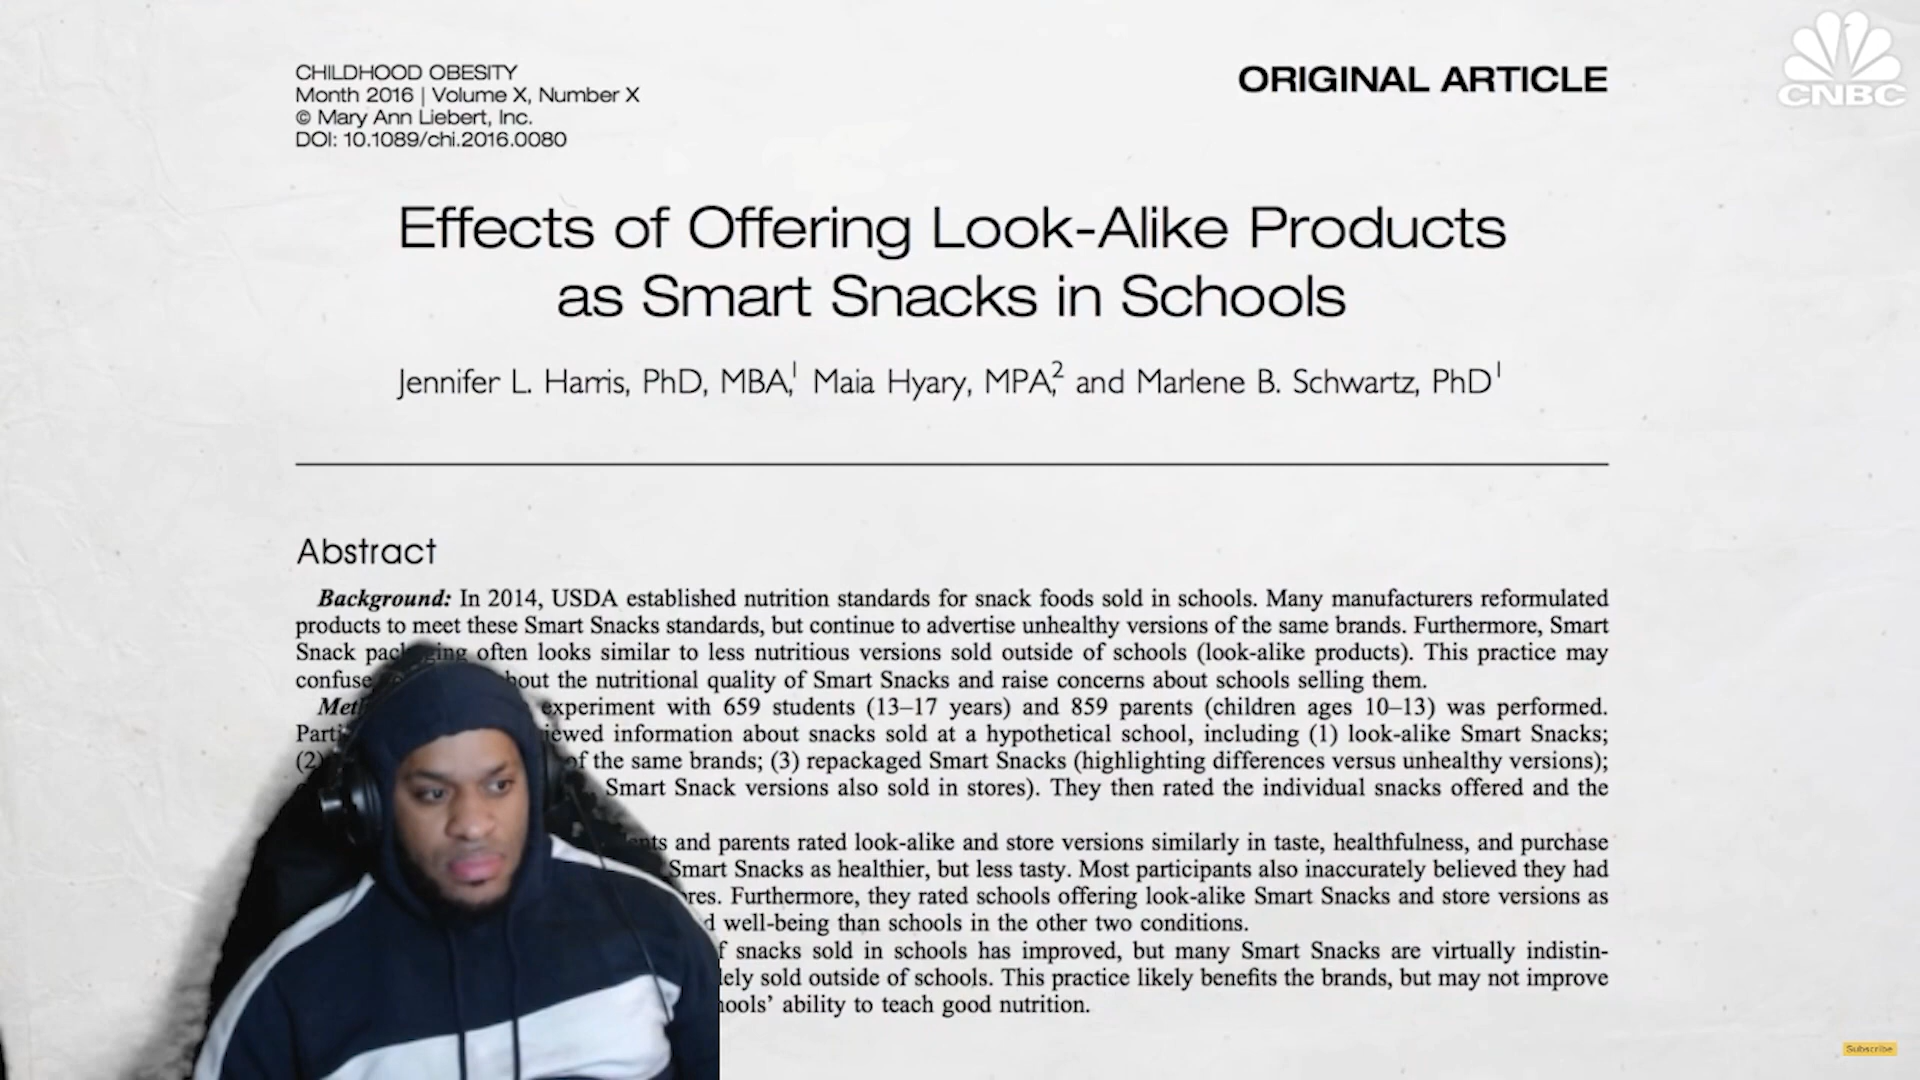 CHILDHOOD OBESITY
Month 2016 | Volume X, Number X
© Mary Ann Liebert, Inc.
DOI: 10.1089/chi.2016.0080
ORIGINAL ARTICLE
CNBC
Effects of Offering Look-Alike Products
as Smart Snacks in Schools
Jennifer L. Harris, PhD, MBA,1 Maia Hyary, MPA,2 and Marlene B. Schwartz, PhD1
Abstract
Background: In 2014, USDA established nutrition standards for snack foods sold in schools. Many manufacturers reformulated
products to meet these Smart Snacks standards, but continue to advertise unhealthy versions of the same brands. Furthermore, Smart
Snack often looks similar to less nutritious versions sold outside of schools (look-alike products). This practice may
confuse the nutritional quality of Smart Snacks and raise concerns about schools selling them.
experiment with 659 students (13–17 years) and 859 parents (children ages 10–13) was performed.
information about snacks sold at a hypothetical school, including (1) look-alike Smart Snacks;
(2) of the same brands; (3) repackaged Smart Snacks (highlighting differences versus unhealthy versions);
Smart Snack versions also sold in stores). They then rated the individual snacks offered and the
and parents rated look-alike and store versions similarly in taste, healthfulness, and purchase
Smart Snacks as healthier, but less tasty. Most participants also inaccurately believed they had
Furthermore, they rated schools offering look-alike Smart Snacks and store versions as
well-being than schools in the other two conditions.
snacks sold in schools has improved, but many Smart Snacks are virtually indistin-
sold outside of schools. This practice likely benefits the brands, but may not improve
ability to teach good nutrition.
Subscribe